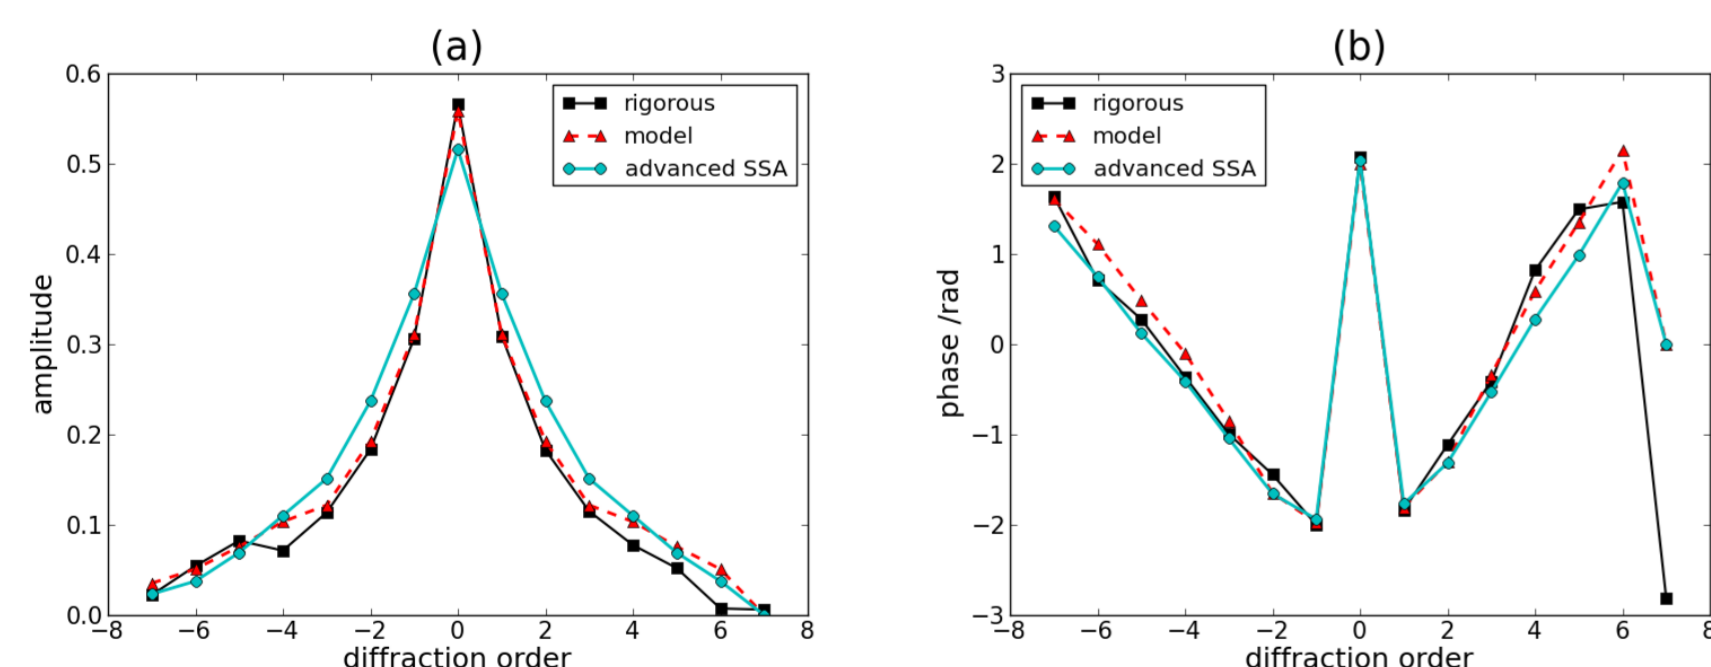 (a)
0.6
0.5
0.4
0.3
0.2
0.1
0.0
amplitude
rigorous
model
advanced SSA
−8 −6 −4 −2 0 2 4 6 8
diffraction order
(b)
3
2
1
0
−1
−2
−3
phase /rad
rigorous
model
advanced SSA
−8 −6 −4 −2 0 2 4 6 8
diffraction order